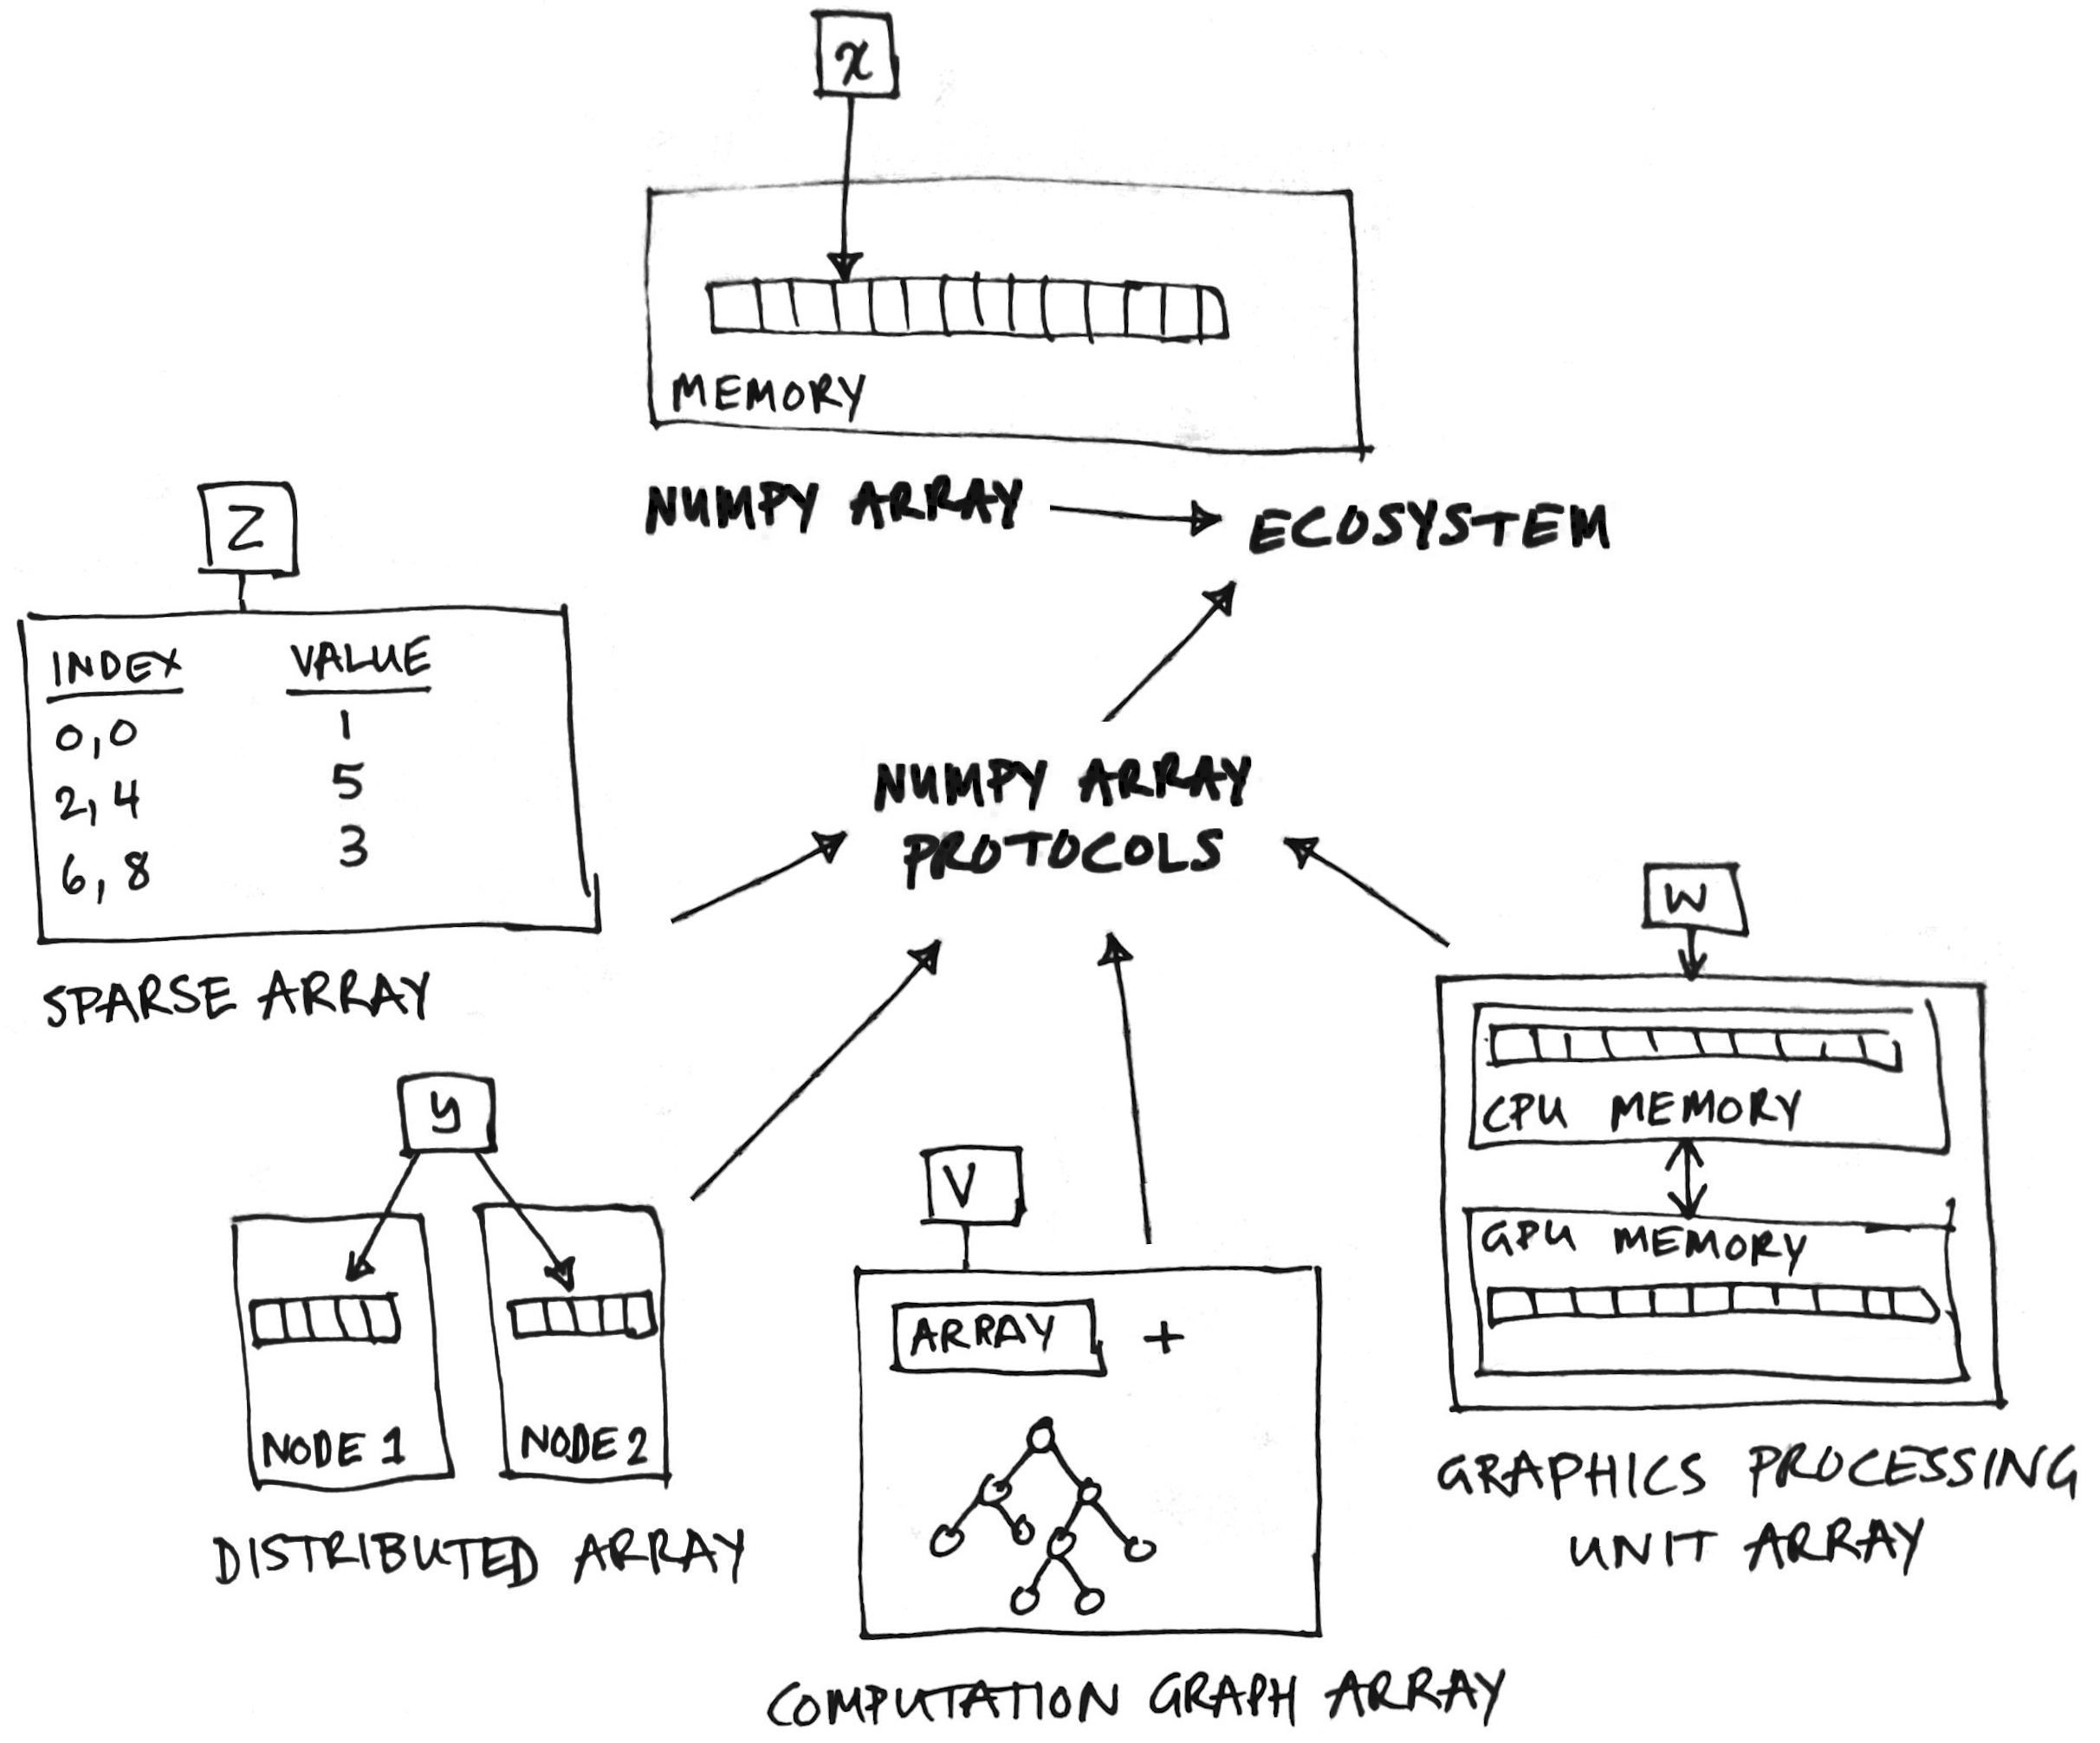 x
MEMORY
NUMPY ARRAY
ECOSYSTEM
Z
INDEX VALUE
0,0 1
2,4 5
6,8 3
SPARSE ARRAY
NUMPY ARRAY
PROTOCOLS
W
CPU MEMORY
GPU MEMORY
GRAPHICS PROCESSING
UNIT ARRAY
y
NODE 1
NODE 2
DISTRIBUTED ARRAY
V
ARRAY +
COMPUTATION GRAPH ARRAY